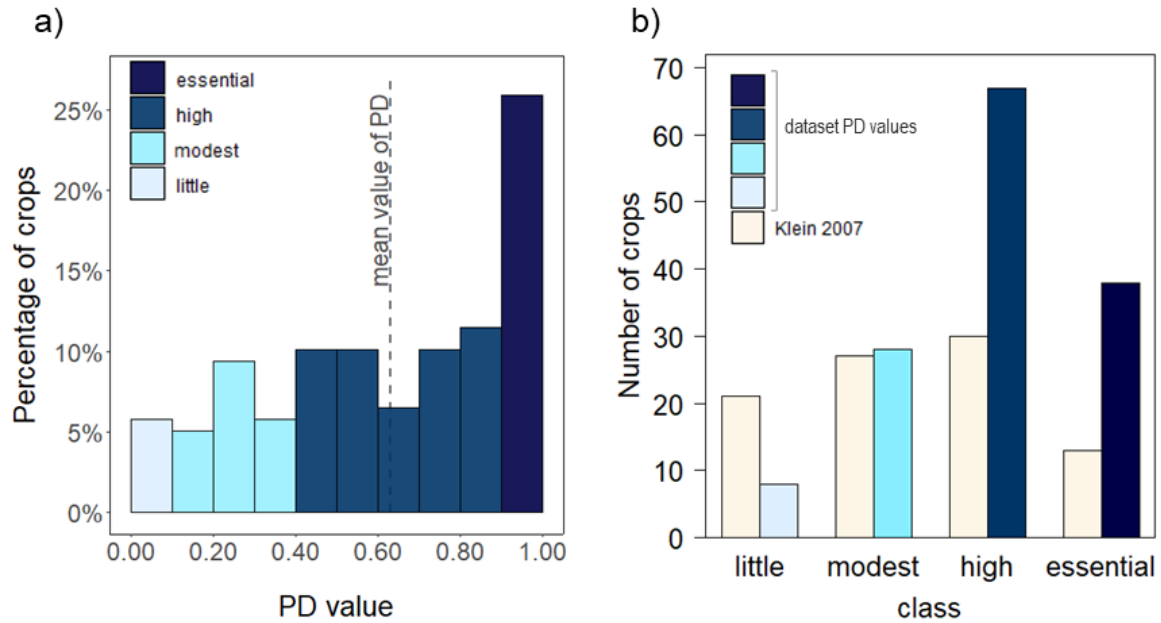 a)
essential
high
modest
little
mean value of PD
25%
20%
15%
10%
5%
0%
Percentage of crops
0.00 0.20 0.40 0.60 0.80 1.00
PD value
b)
dataset PD values
Klein 2007
70
60
50
40
30
20
10
0
Number of crops
little modest high essential
class